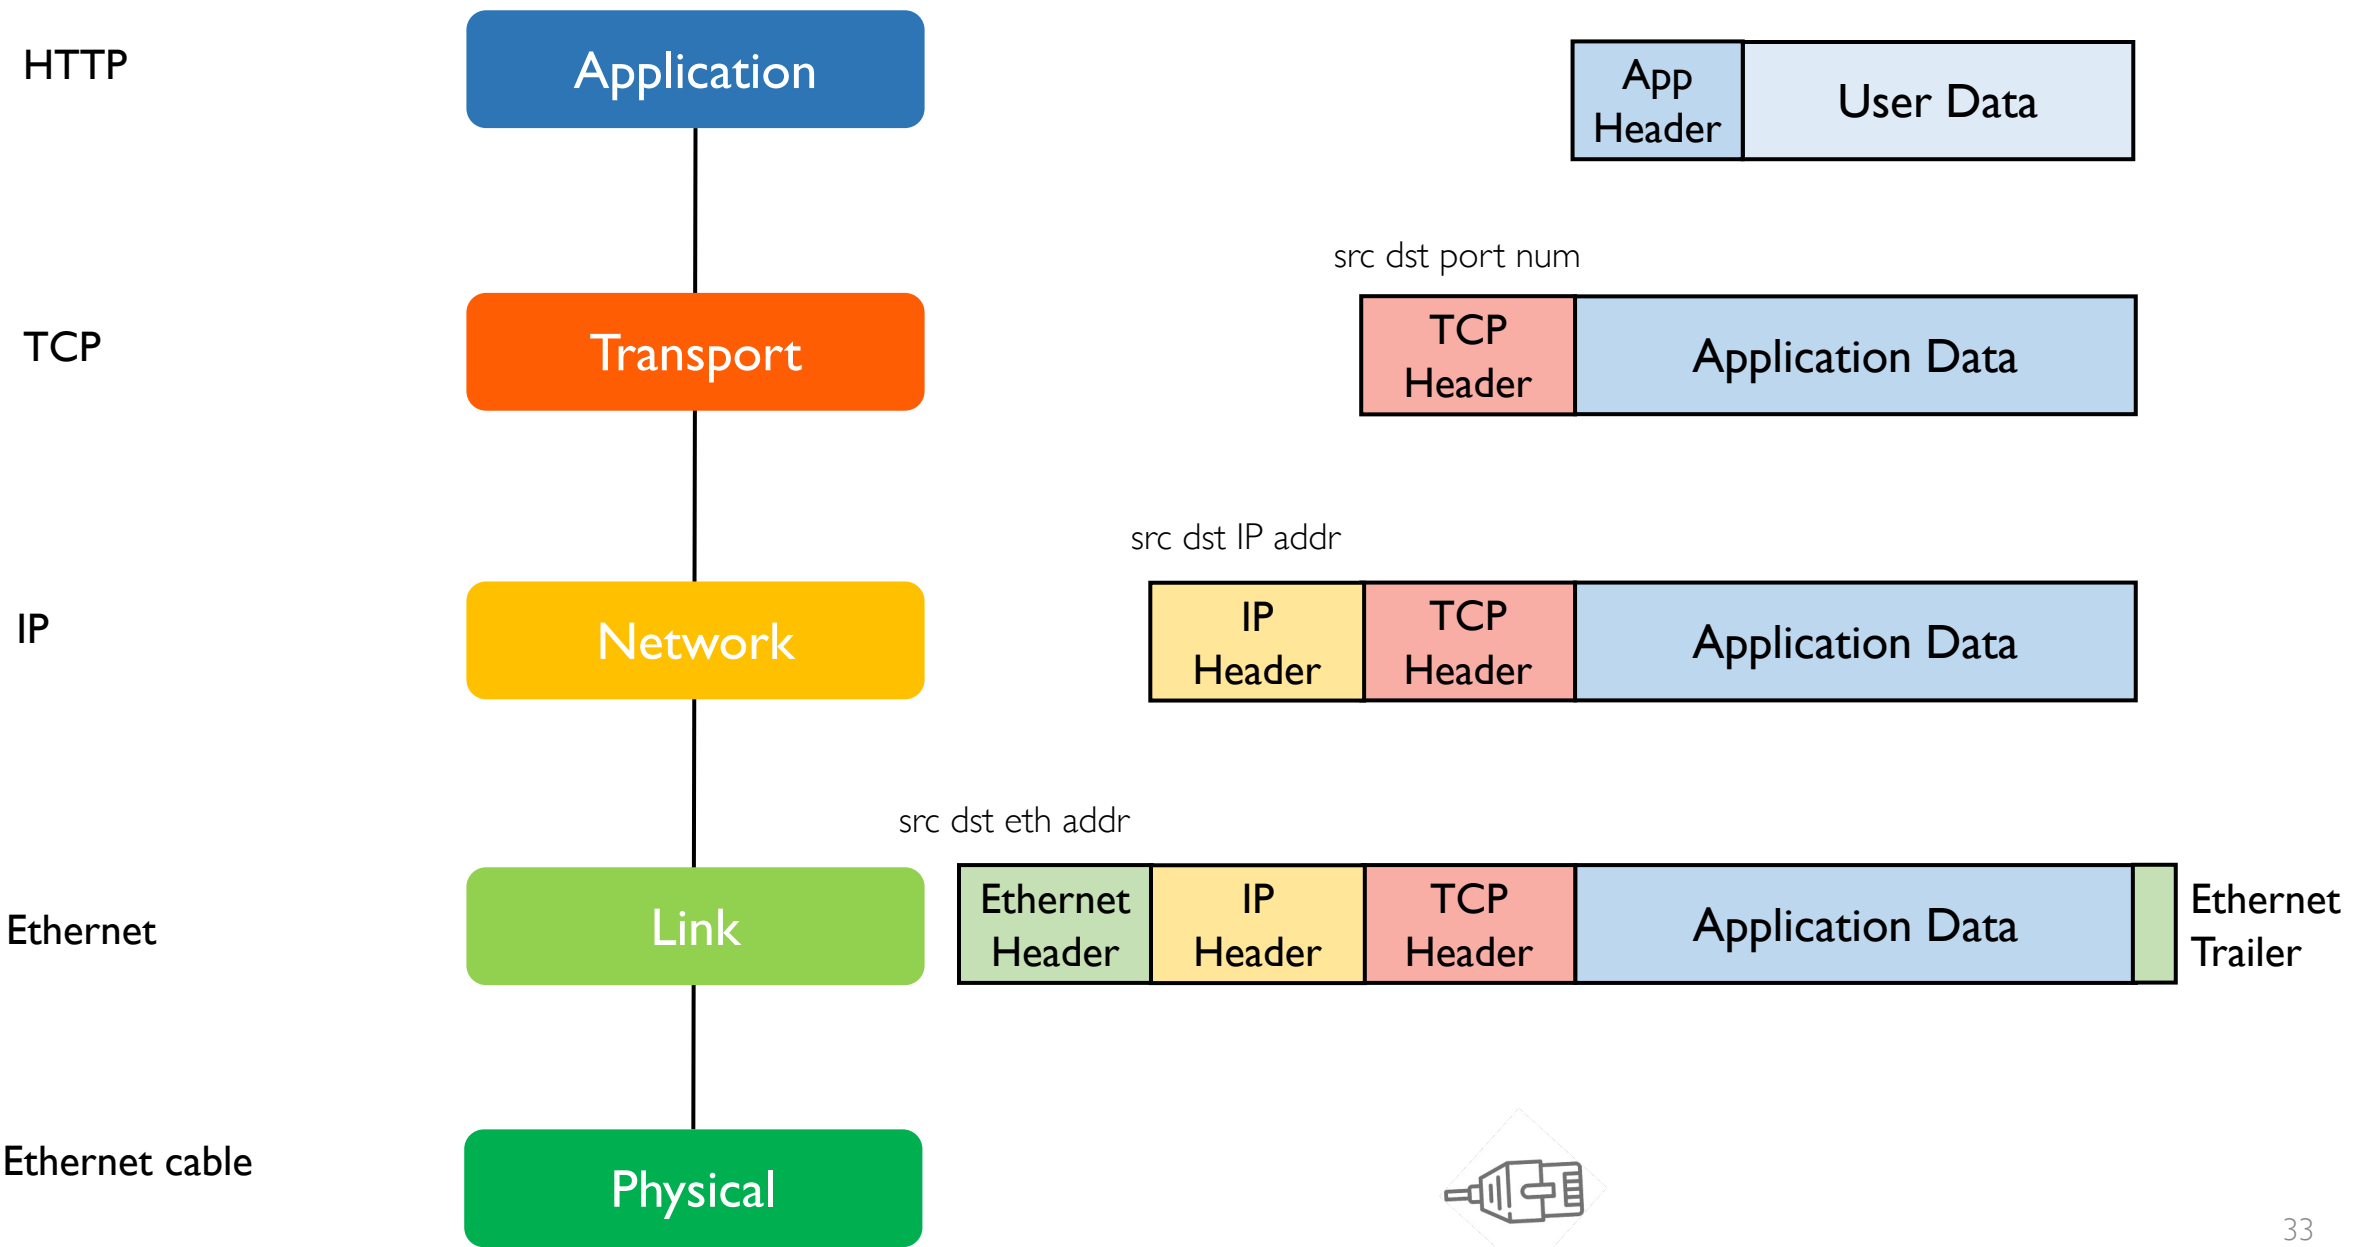 HTTP
Application
App
Header
User Data
src dst port num
TCP
Transport
TCP
Header
Application Data
src dst IP addr
IP
Network
IP
Header
TCP
Header
Application Data
src dst eth addr
Ethernet
Link
Ethernet
Header
IP
Header
TCP
Header
Application Data
Ethernet
Trailer
Ethernet cable
Physical
33